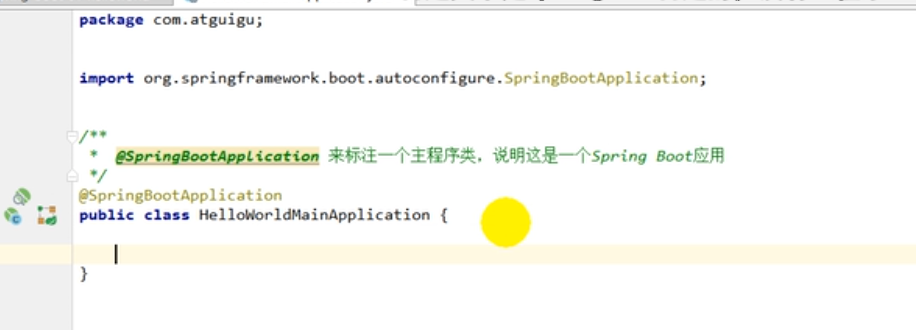 package com.atguigu;
import org.springframework.boot.autoconfigure.SpringBootApplication;
/**
* @SpringBootApplication 来标注一个主程序类，说明这是一个Spring Boot应用
*/
@SpringBootApplication
public class HelloWorldMainApplication {
}